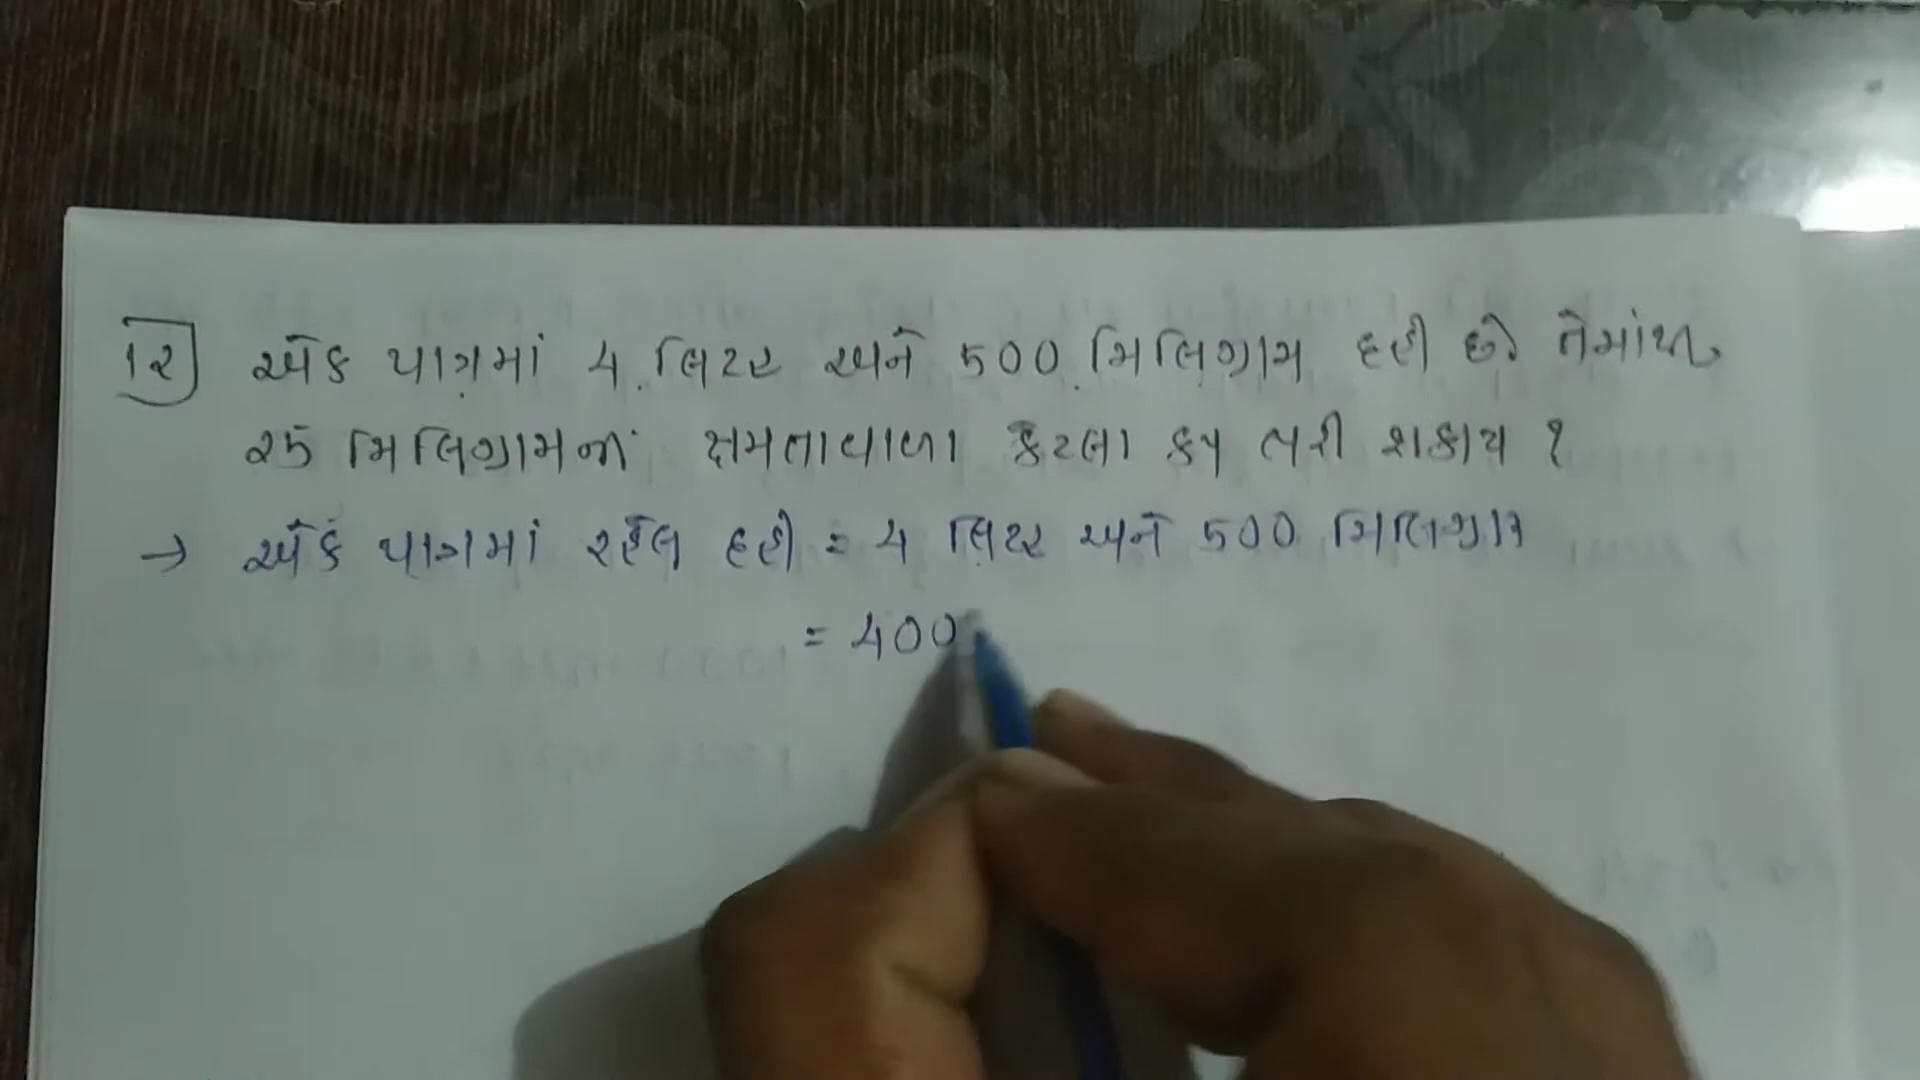 12 એક પાત્રમાં 4 લિટર અને 500 મિલિગ્રામ દહી છે તેમાંથી
25 મિલિગ્રામનાં ક્ષમતાવાળા કેટલા કપ ભરી શકાય ?
→ એક પાત્રમાં રહેલ દહી = 4 લિટર અને 500 મિલિગ્રામ
= 400